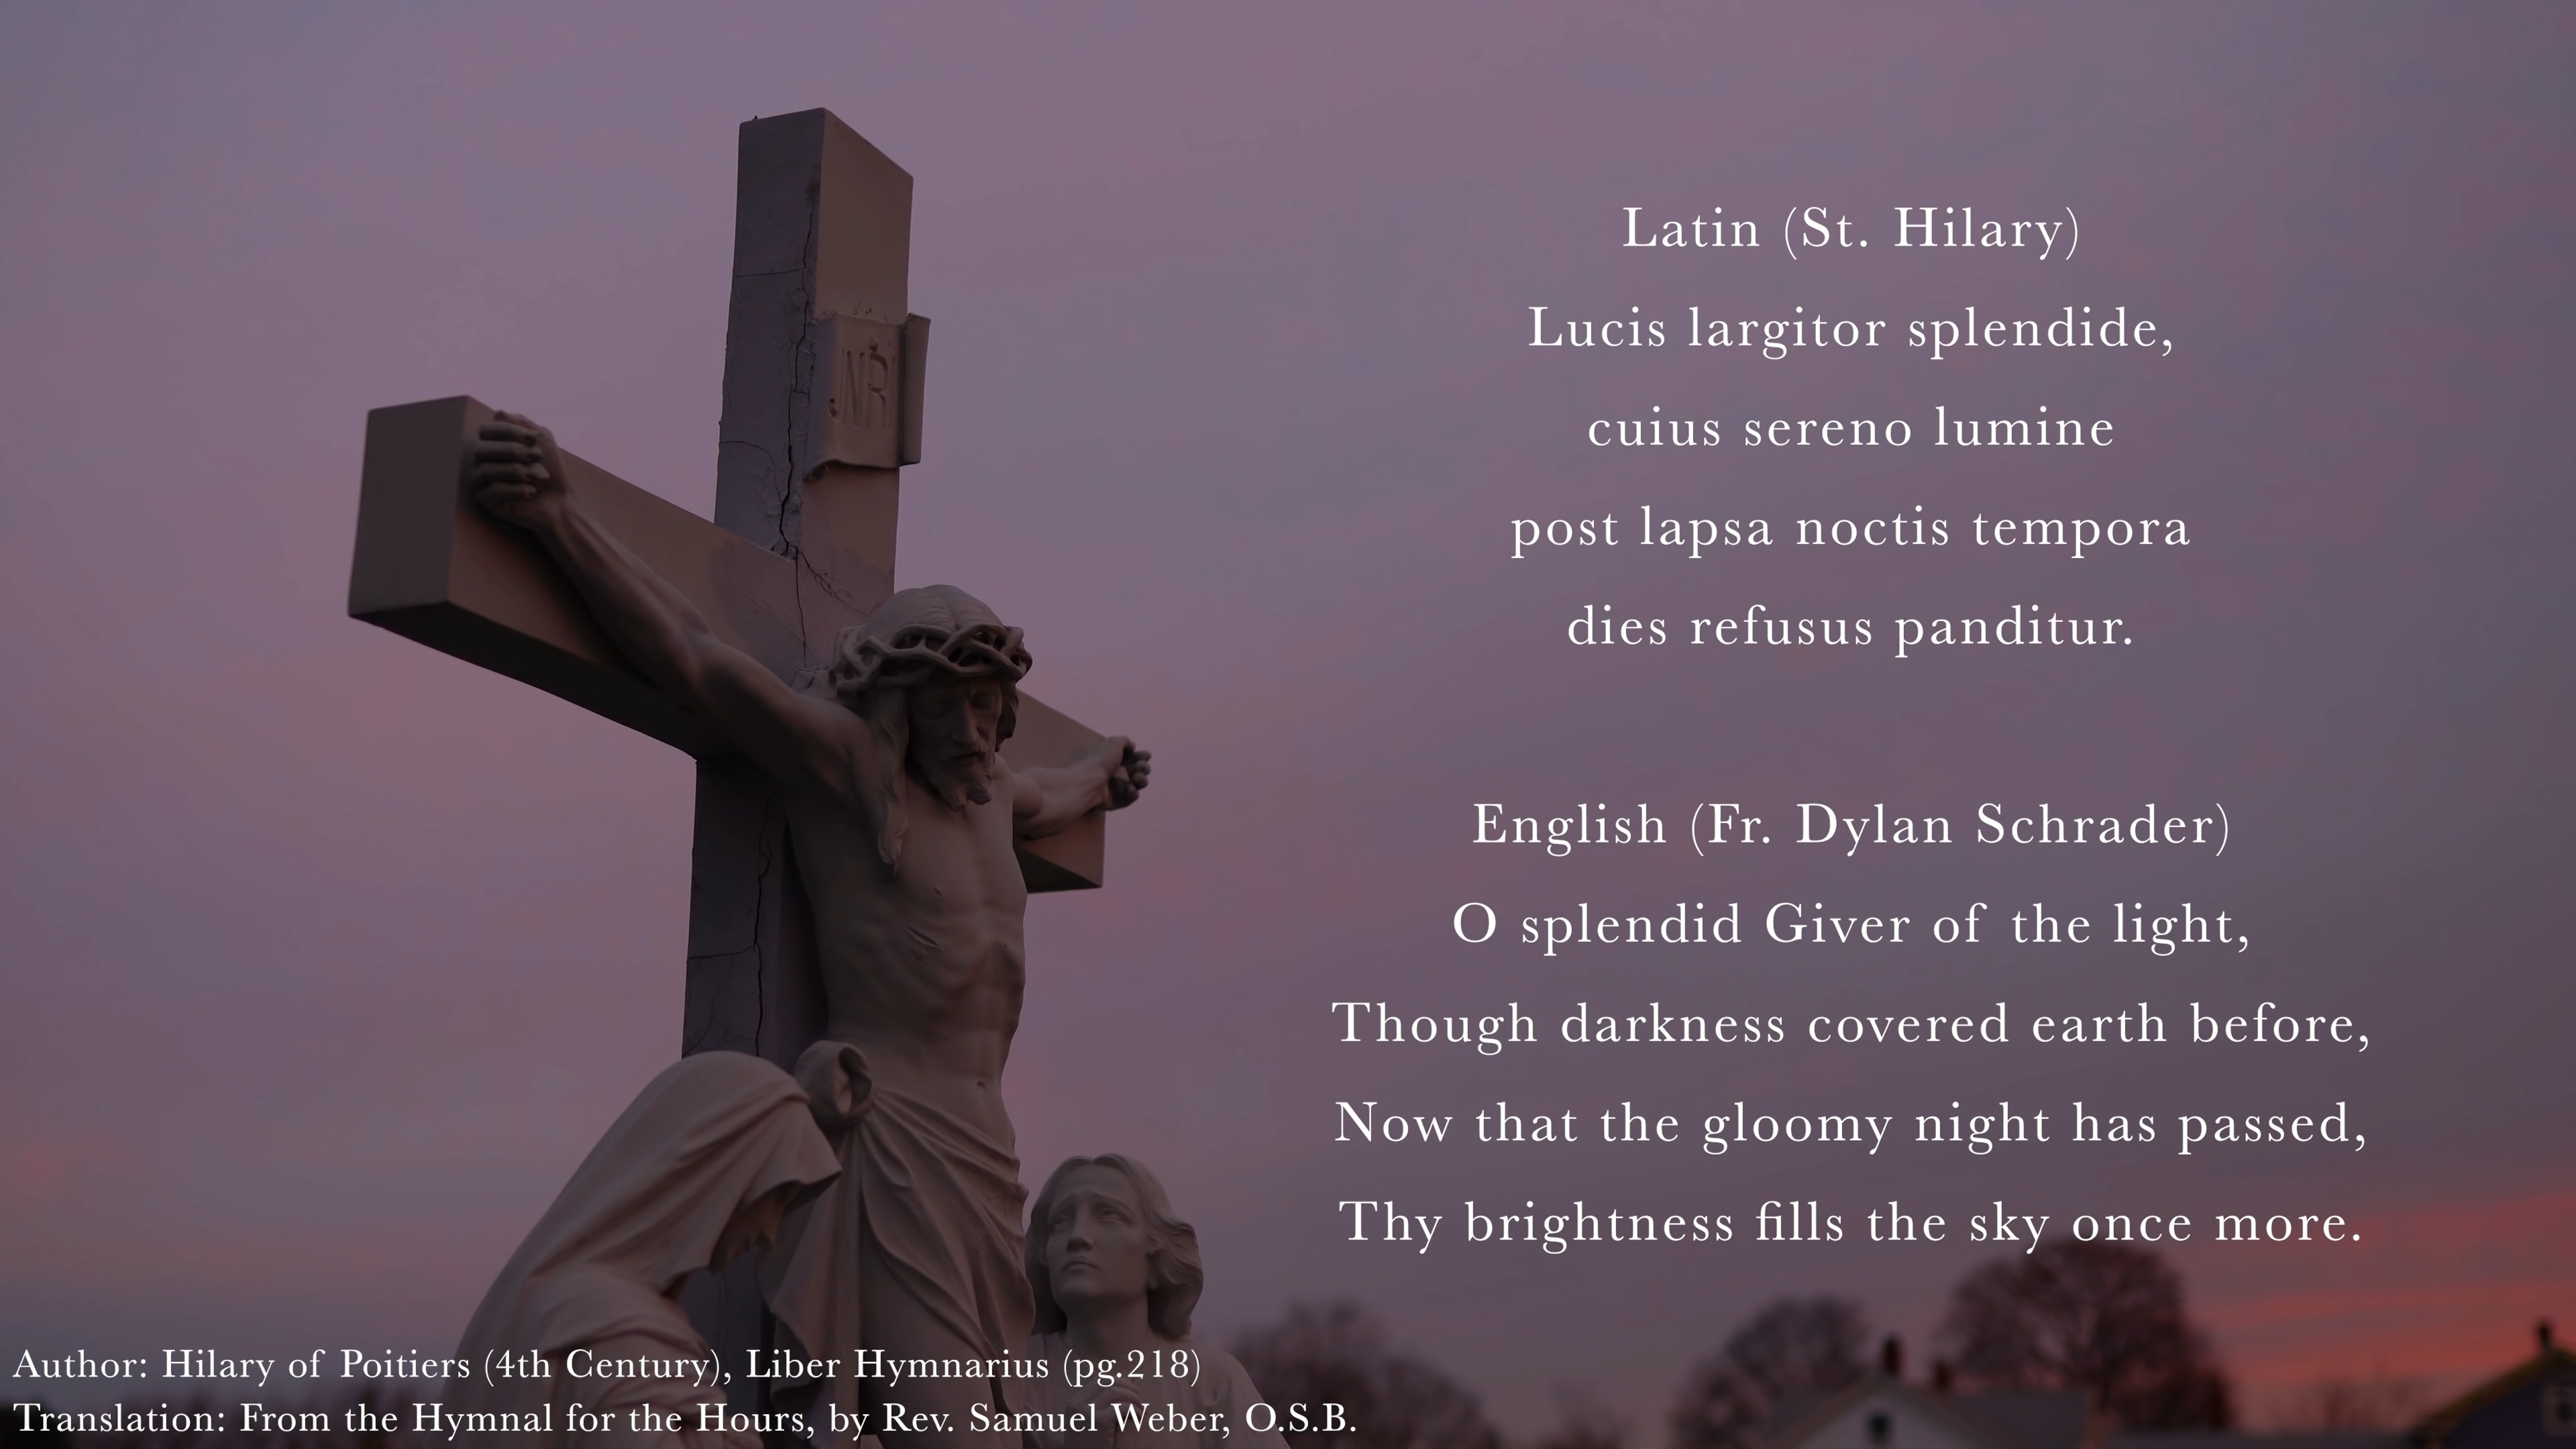 JNRI
Latin (St. Hilary)
Lucis largitor splendide,
cuius sereno lumine
post lapsa noctis tempora
dies refusus panditur.
English (Fr. Dylan Schrader)
O splendid Giver of the light,
Though darkness covered earth before,
Now that the gloomy night has passed,
Thy brightness fills the sky once more.
Author: Hilary of Poitiers (4th Century), Liber Hymnarius (pg.218)
Translation: From the Hymnal for the Hours, by Rev. Samuel Weber, O.S.B.